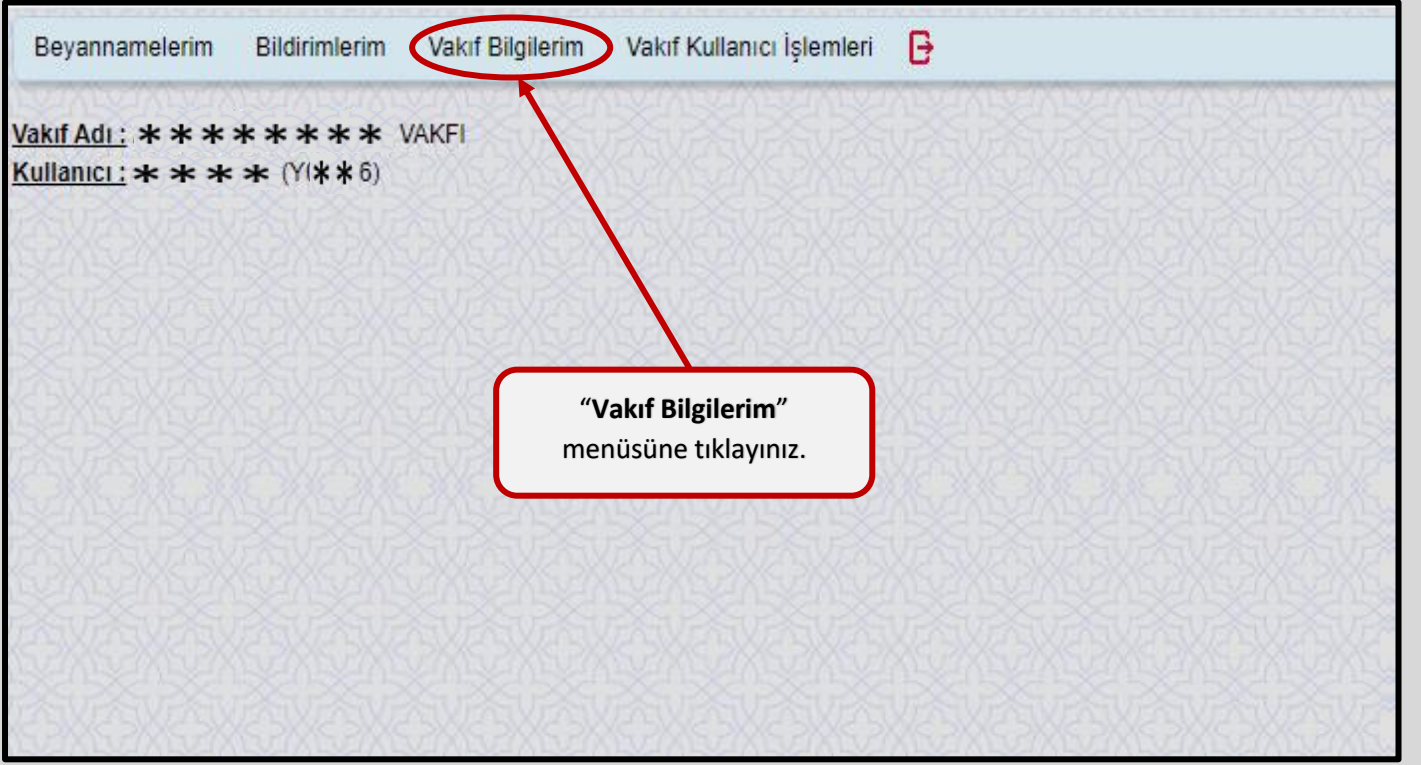 Beyannamelerim Bildirimlerim Vakıf Bilgilerim Vakıf Kullanıcı İşlemleri
Vakıf Adı : ******** VAKFI
Kullanıcı : **** (Y(**6)
“Vakıf Bilgilerim”
menüsüne tıklayınız.